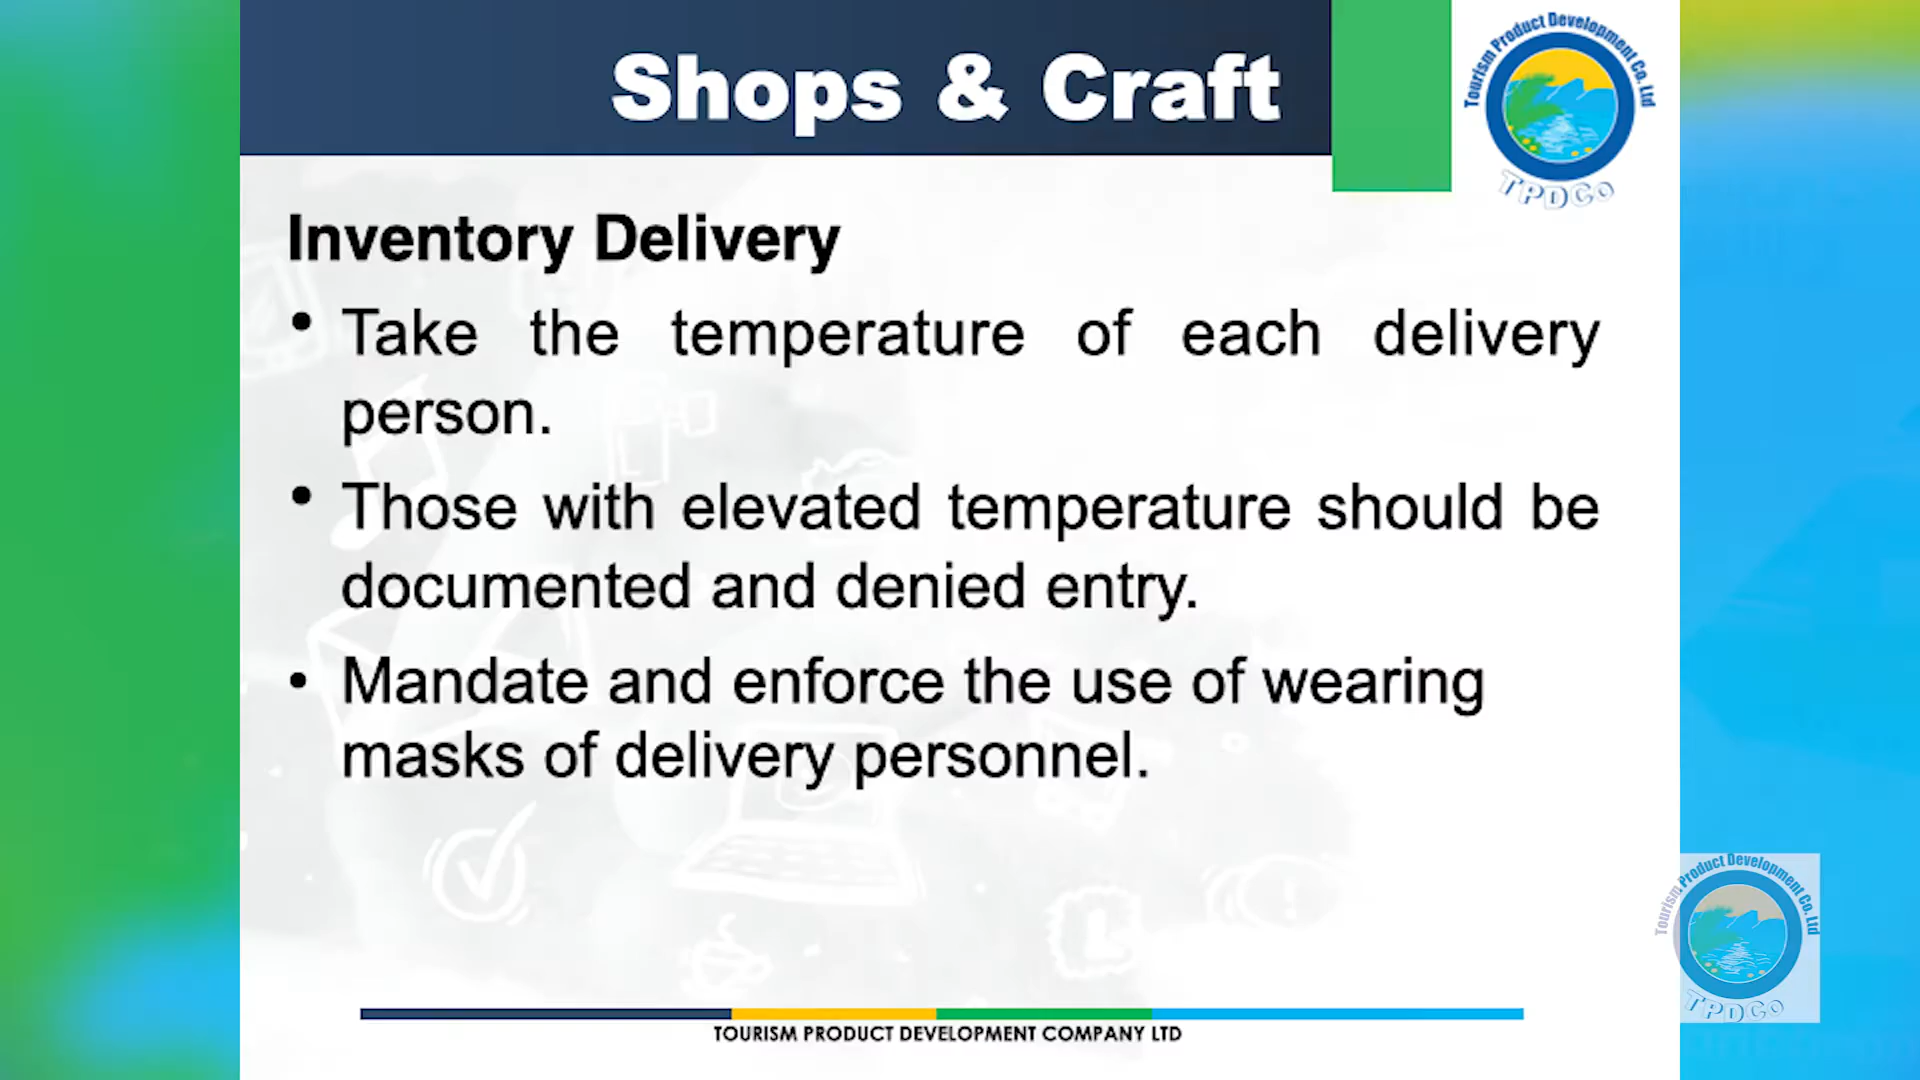 Shops & Craft
Tourism Product Development Co. Ltd
TPDCo
Inventory Delivery
• Take the temperature of each delivery
person.
• Those with elevated temperature should be
documented and denied entry.
• Mandate and enforce the use of wearing
masks of delivery personnel.
Tourism Product Development Co. Ltd
TPDCo
TOURISM PRODUCT DEVELOPMENT COMPANY LTD